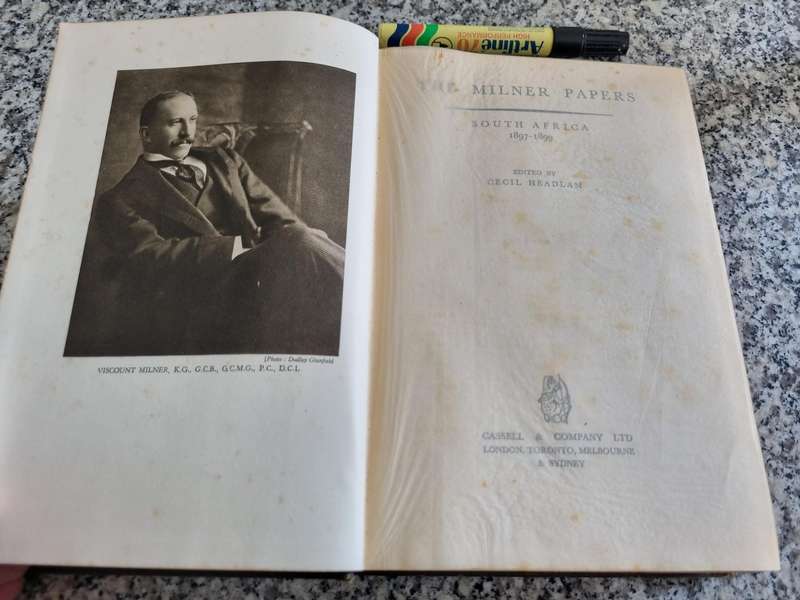 [Photo : Dudley Glanfield
VISCOUNT MILNER, K.G., G.C.B., G.C.M.G., P.C., D.C.L.
Artline 70
HIGH PERFORMANCE
THE MILNER PAPERS
SOUTH AFRICA
1897-1899
EDITED BY
CECIL HEADLAM
CASSELL & COMPANY LTD
LONDON, TORONTO, MELBOURNE
& SYDNEY